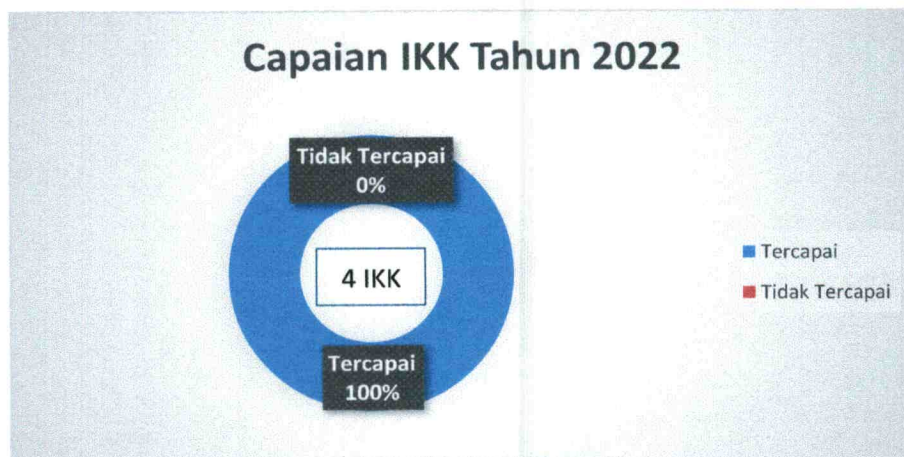 Capaian IKK Tahun 2022
Tidak Tercapai
0%
4 IKK
Tercapai
100%
Tercapai
Tidak Tercapai